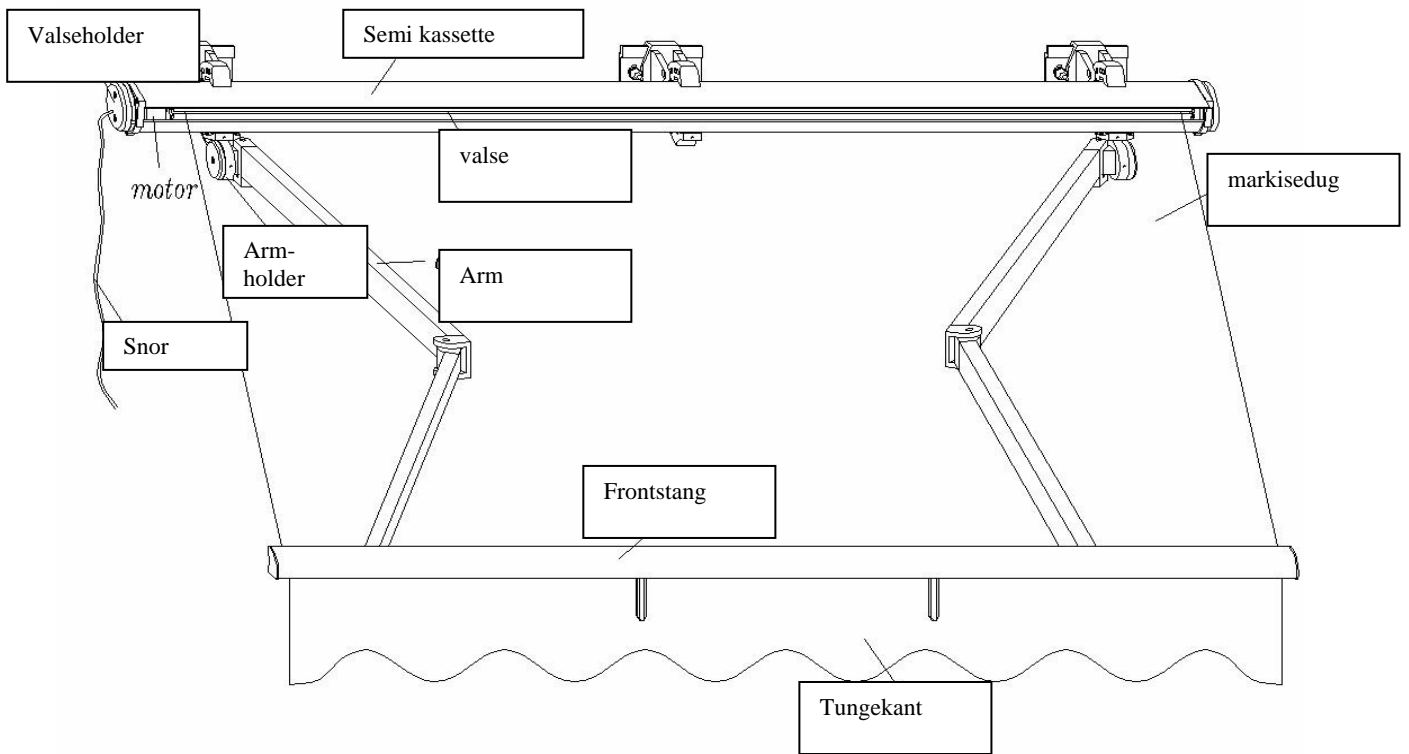 Valseholder
Semi kassette
valse
motor
markisedug
Arm-
holder
Arm
Snor
Frontstang
Tungekant